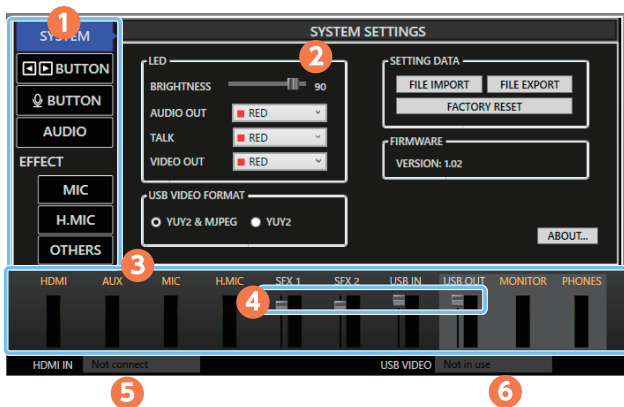 1
SYSTEM
SYSTEM SETTINGS
BUTTON
BUTTON
AUDIO
EFFECT
MIC
H.MIC
OTHERS
2
LED
BRIGHTNESS 90
AUDIO OUT RED
TALK RED
VIDEO OUT RED
USB VIDEO FORMAT
YUY2 & MJPEG YUY2
SETTING DATA
FILE IMPORT FILE EXPORT
FACTORY RESET
FIRMWARE
VERSION: 1.02
ABOUT...
3
HDMI AUX MIC H.MIC SFX 1 SFX 2 USB IN USB OUT MONITOR PHONES
4
HDMI IN Not connect USB VIDEO Not in use
5 6